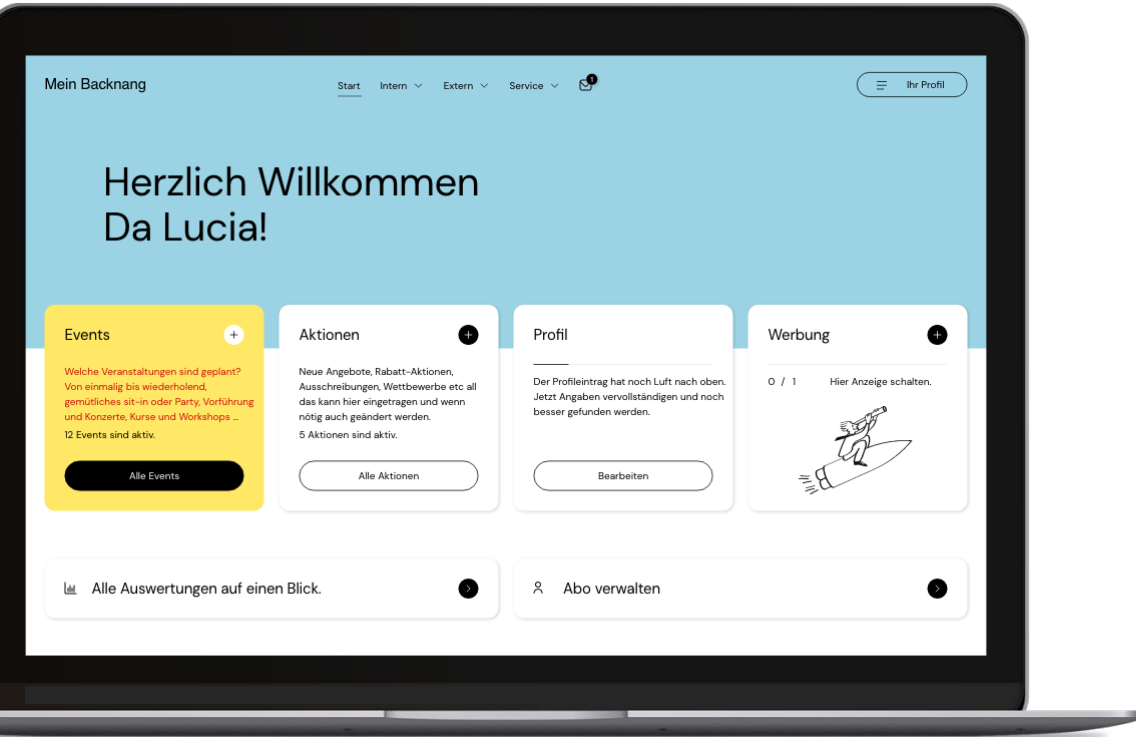 Mein Backnang
Start Intern Extern Service 1
Ihr Profil
Herzlich Willkommen
Da Lucia!
Events
Welche Veranstaltungen sind geplant?
Von einmalig bis wiederholend,
gemütliches sit-in oder Party, Vorführung
und Konzerte, Kurse und Workshops ...
12 Events sind aktiv.
Alle Events
Aktionen
Neue Angebote, Rabatt-Aktionen,
Ausschreibungen, Wettbewerbe etc all
das kann hier eingetragen und wenn
nötig auch geändert werden.
5 Aktionen sind aktiv.
Alle Aktionen
Profil
Der Profileintrag hat noch Luft nach oben.
Jetzt Angaben vervollständigen und noch
besser gefunden werden.
Bearbeiten
Werbung
0 / 1 Hier Anzeige schalten.
Alle Auswertungen auf einen Blick.
Abo verwalten